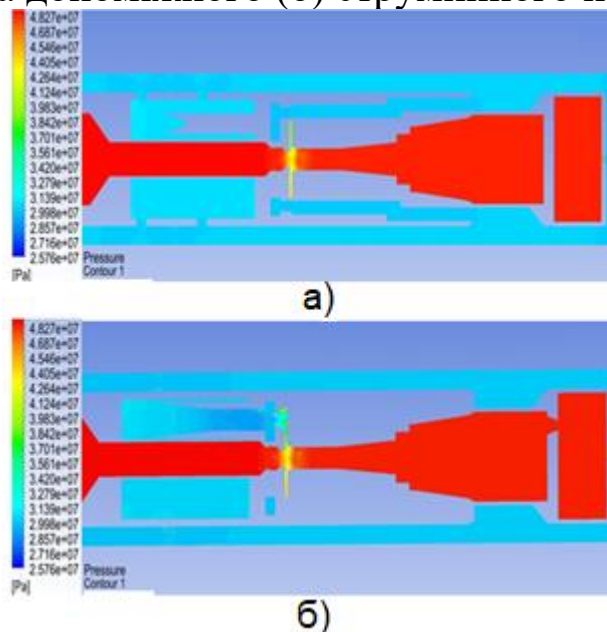 допоміжного (б) струминного
4.827e+07
4.687e+07
4.546e+07
4.405e+07
4.264e+07
4.124e+07
3.983e+07
3.842e+07
3.701e+07
3.561e+07
3.420e+07
3.279e+07
3.139e+07
2.998e+07
2.857e+07
2.716e+07
2.576e+07
[Pa]
Pressure
Contour 1
а)
4.827e+07
4.687e+07
4.546e+07
4.405e+07
4.264e+07
4.124e+07
3.983e+07
3.842e+07
3.701e+07
3.561e+07
3.420e+07
3.279e+07
3.139e+07
2.998e+07
2.857e+07
2.716e+07
2.576e+07
[Pa]
Pressure
Contour 1
б)